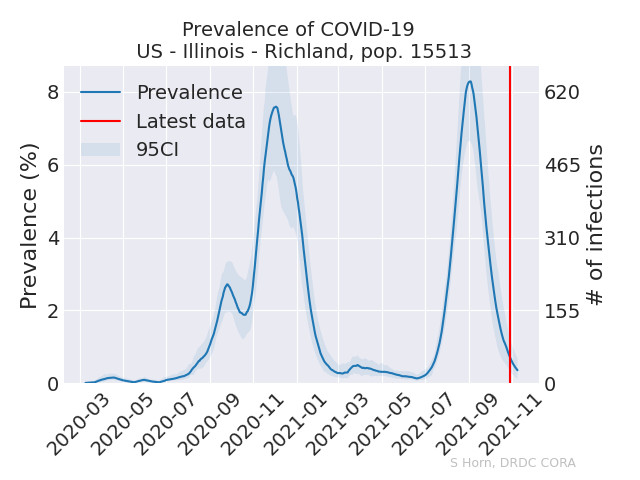 Prevalence of COVID-19
US - Illinois - Richland, pop. 15513
Prevalence
Latest data
95CI
Prevalence (%)
8
6
4
2
0
# of infections
620
465
310
155
0
2020-03
2020-05
2020-07
2020-09
2020-11
2021-01
2021-03
2021-05
2021-07
2021-09
2021-11
S Horn, DRDC CORA